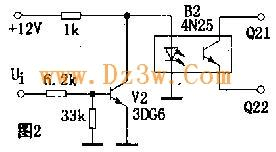 B2
4N25
+12V
1k
Q21
Ui
6.2k
www.Dz3w.Com
V2
3DG6
33k
Q22
图2